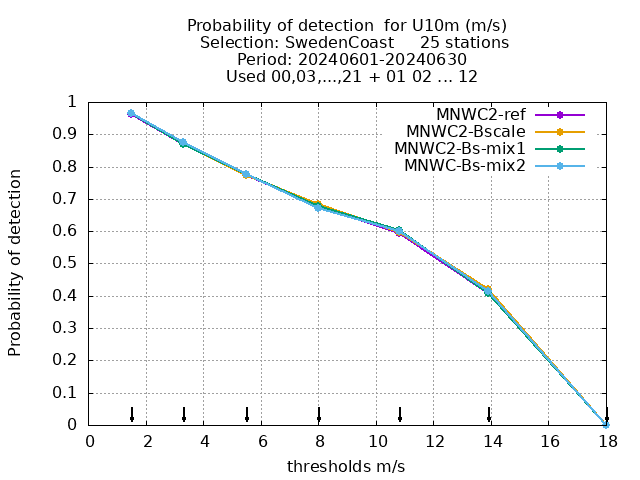 Probability of detection  for U10m (m/s)
Selection: SwedenCoast     25 stations
Period: 20240601-20240630
Used 00,03,...,21 + 01 02 ... 12
MNWC2-ref
MNWC2-Bscale
MNWC2-Bs-mix1
MNWC-Bs-mix2
Probability of detection
1
0.9
0.8
0.7
0.6
0.5
0.4
0.3
0.2
0.1
0
0 2 4 6 8 10 12 14 16 18
thresholds m/s